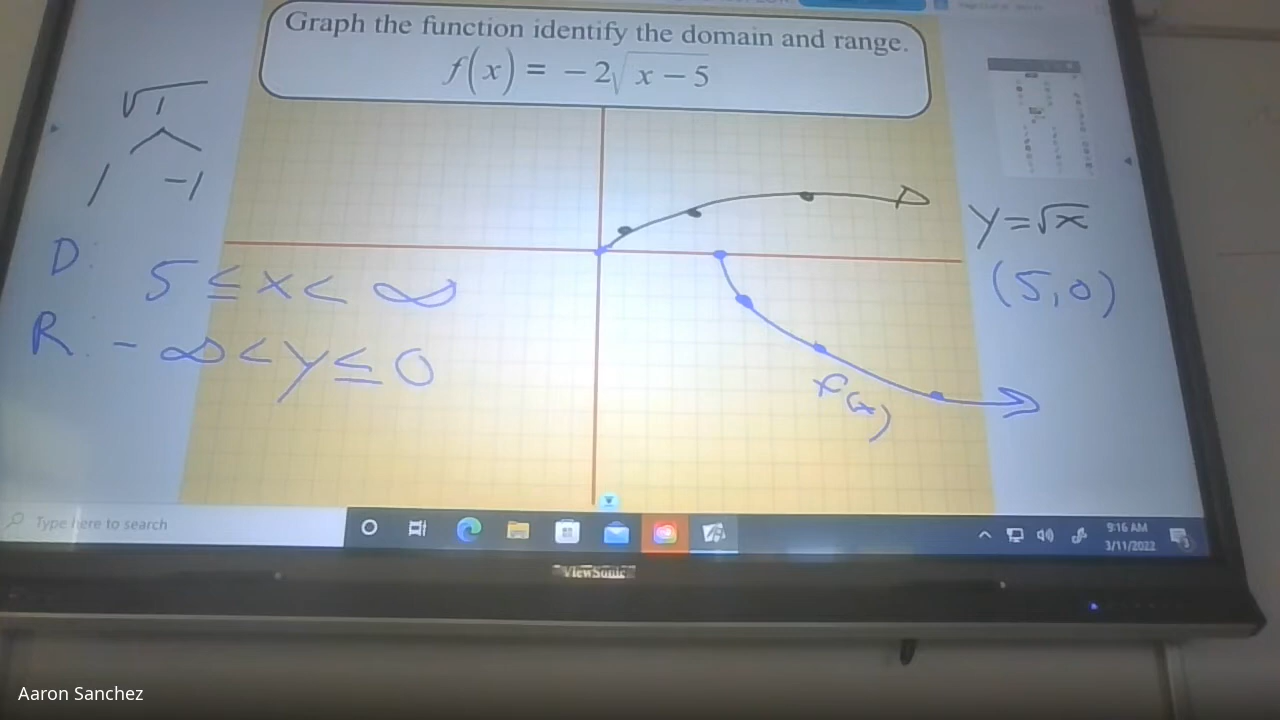 Graph the function identify the domain and range.
f(x) = -2√x-5
√1
1 -1
D: 5 ≤ x < ∞
R: -∞ < y ≤ 0
y = √x
(5,0)
f(x)
Type here to search
9:16 AM
3/11/2022
ViewSonic
Aaron Sanchez